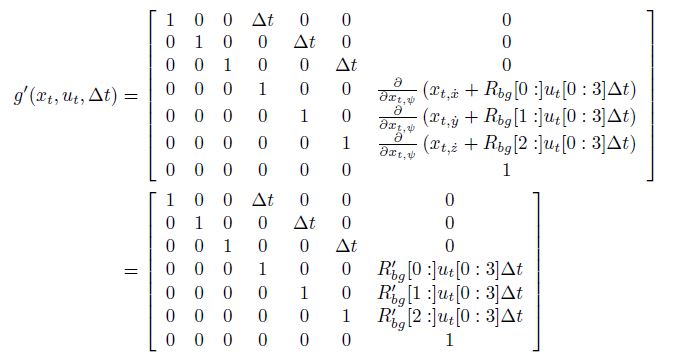 g′(x_t, u_t, Δt) = [ 1 0 0 Δt 0 0 0
0 1 0 0 Δt 0 0
0 0 1 0 0 Δt 0
0 0 0 1 0 0 ∂/∂x_{t,ψ} (x_{t,ẋ} + R_{bg}[0 :]u_t[0 : 3]Δt)
0 0 0 0 1 0 ∂/∂x_{t,ψ} (x_{t,ẏ} + R_{bg}[1 :]u_t[0 : 3]Δt)
0 0 0 0 0 1 ∂/∂x_{t,ψ} (x_{t,ż} + R_{bg}[2 :]u_t[0 : 3]Δt)
0 0 0 0 0 0 1 ]
= [ 1 0 0 Δt 0 0 0
0 1 0 0 Δt 0 0
0 0 1 0 0 Δt 0
0 0 0 1 0 0 R′_{bg}[0 :]u_t[0 : 3]Δt
0 0 0 0 1 0 R′_{bg}[1 :]u_t[0 : 3]Δt
0 0 0 0 0 1 R′_{bg}[2 :]u_t[0 : 3]Δt
0 0 0 0 0 0 1 ]